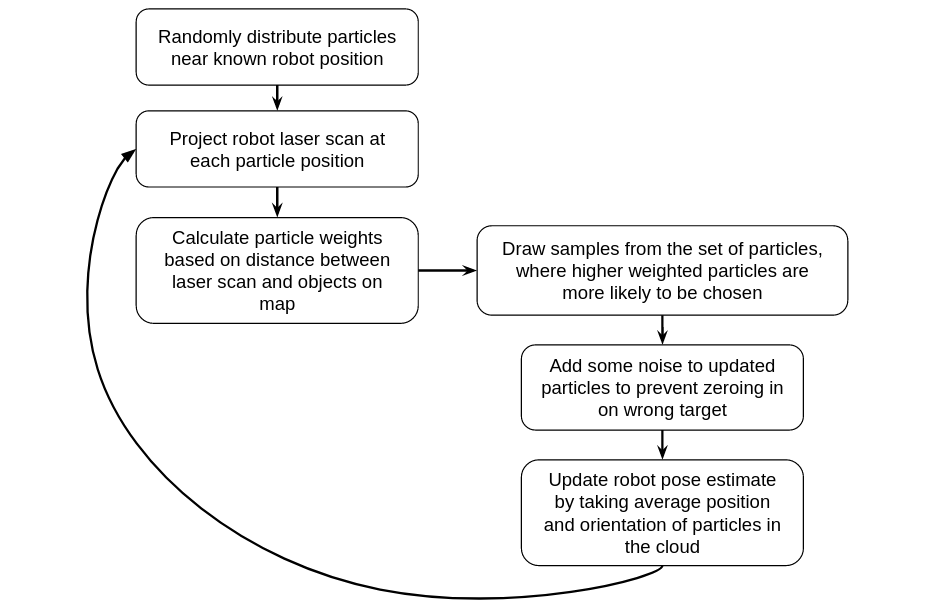 Randomly distribute particles
near known robot position
Project robot laser scan at
each particle position
Calculate particle weights
based on distance between
laser scan and objects on
map
Draw samples from the set of particles,
where higher weighted particles are
more likely to be chosen
Add some noise to updated
particles to prevent zeroing in
on wrong target
Update robot pose estimate
by taking average position
and orientation of particles in
the cloud